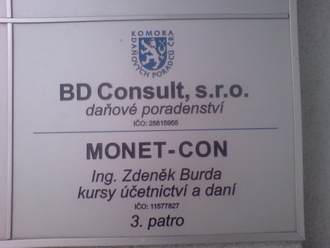 KOMORA
DAŇOVÝCH PORADCŮ ČR
BD Consult, s.r.o.
daňové poradenství
IČO: 25615955
MONET-CON
Ing. Zdeněk Burda
kursy účetnictví a daní
IČO: 11577827
3. patro